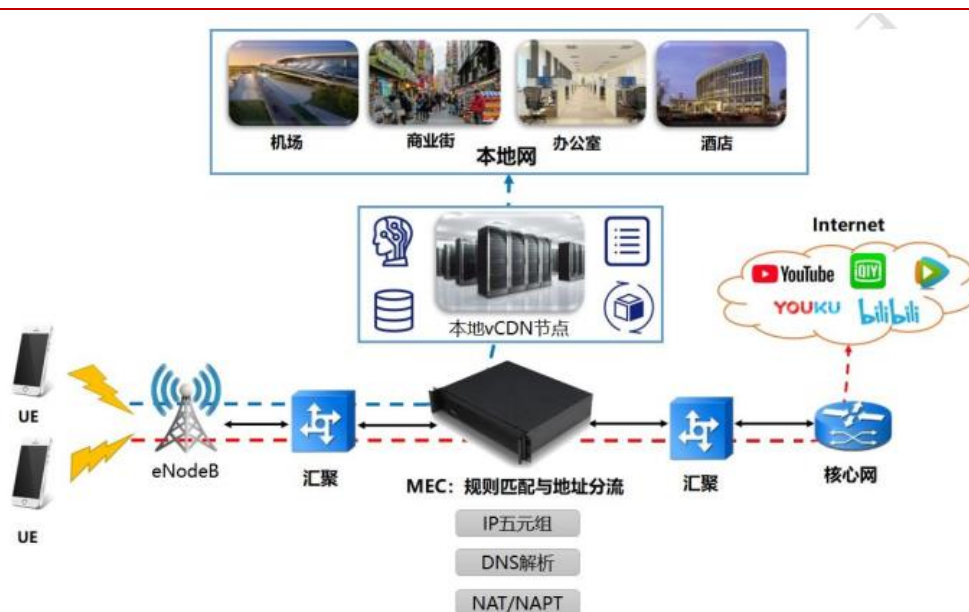 机场
商业街
办公室
酒店
本地网
本地vCDN节点
Internet
YouTube
QIY
YOUKU
bilibili
UE
eNodeB
汇聚
MEC：规则匹配与地址分流
汇聚
核心网
UE
IP五元组
DNS解析
NAT/NAPT